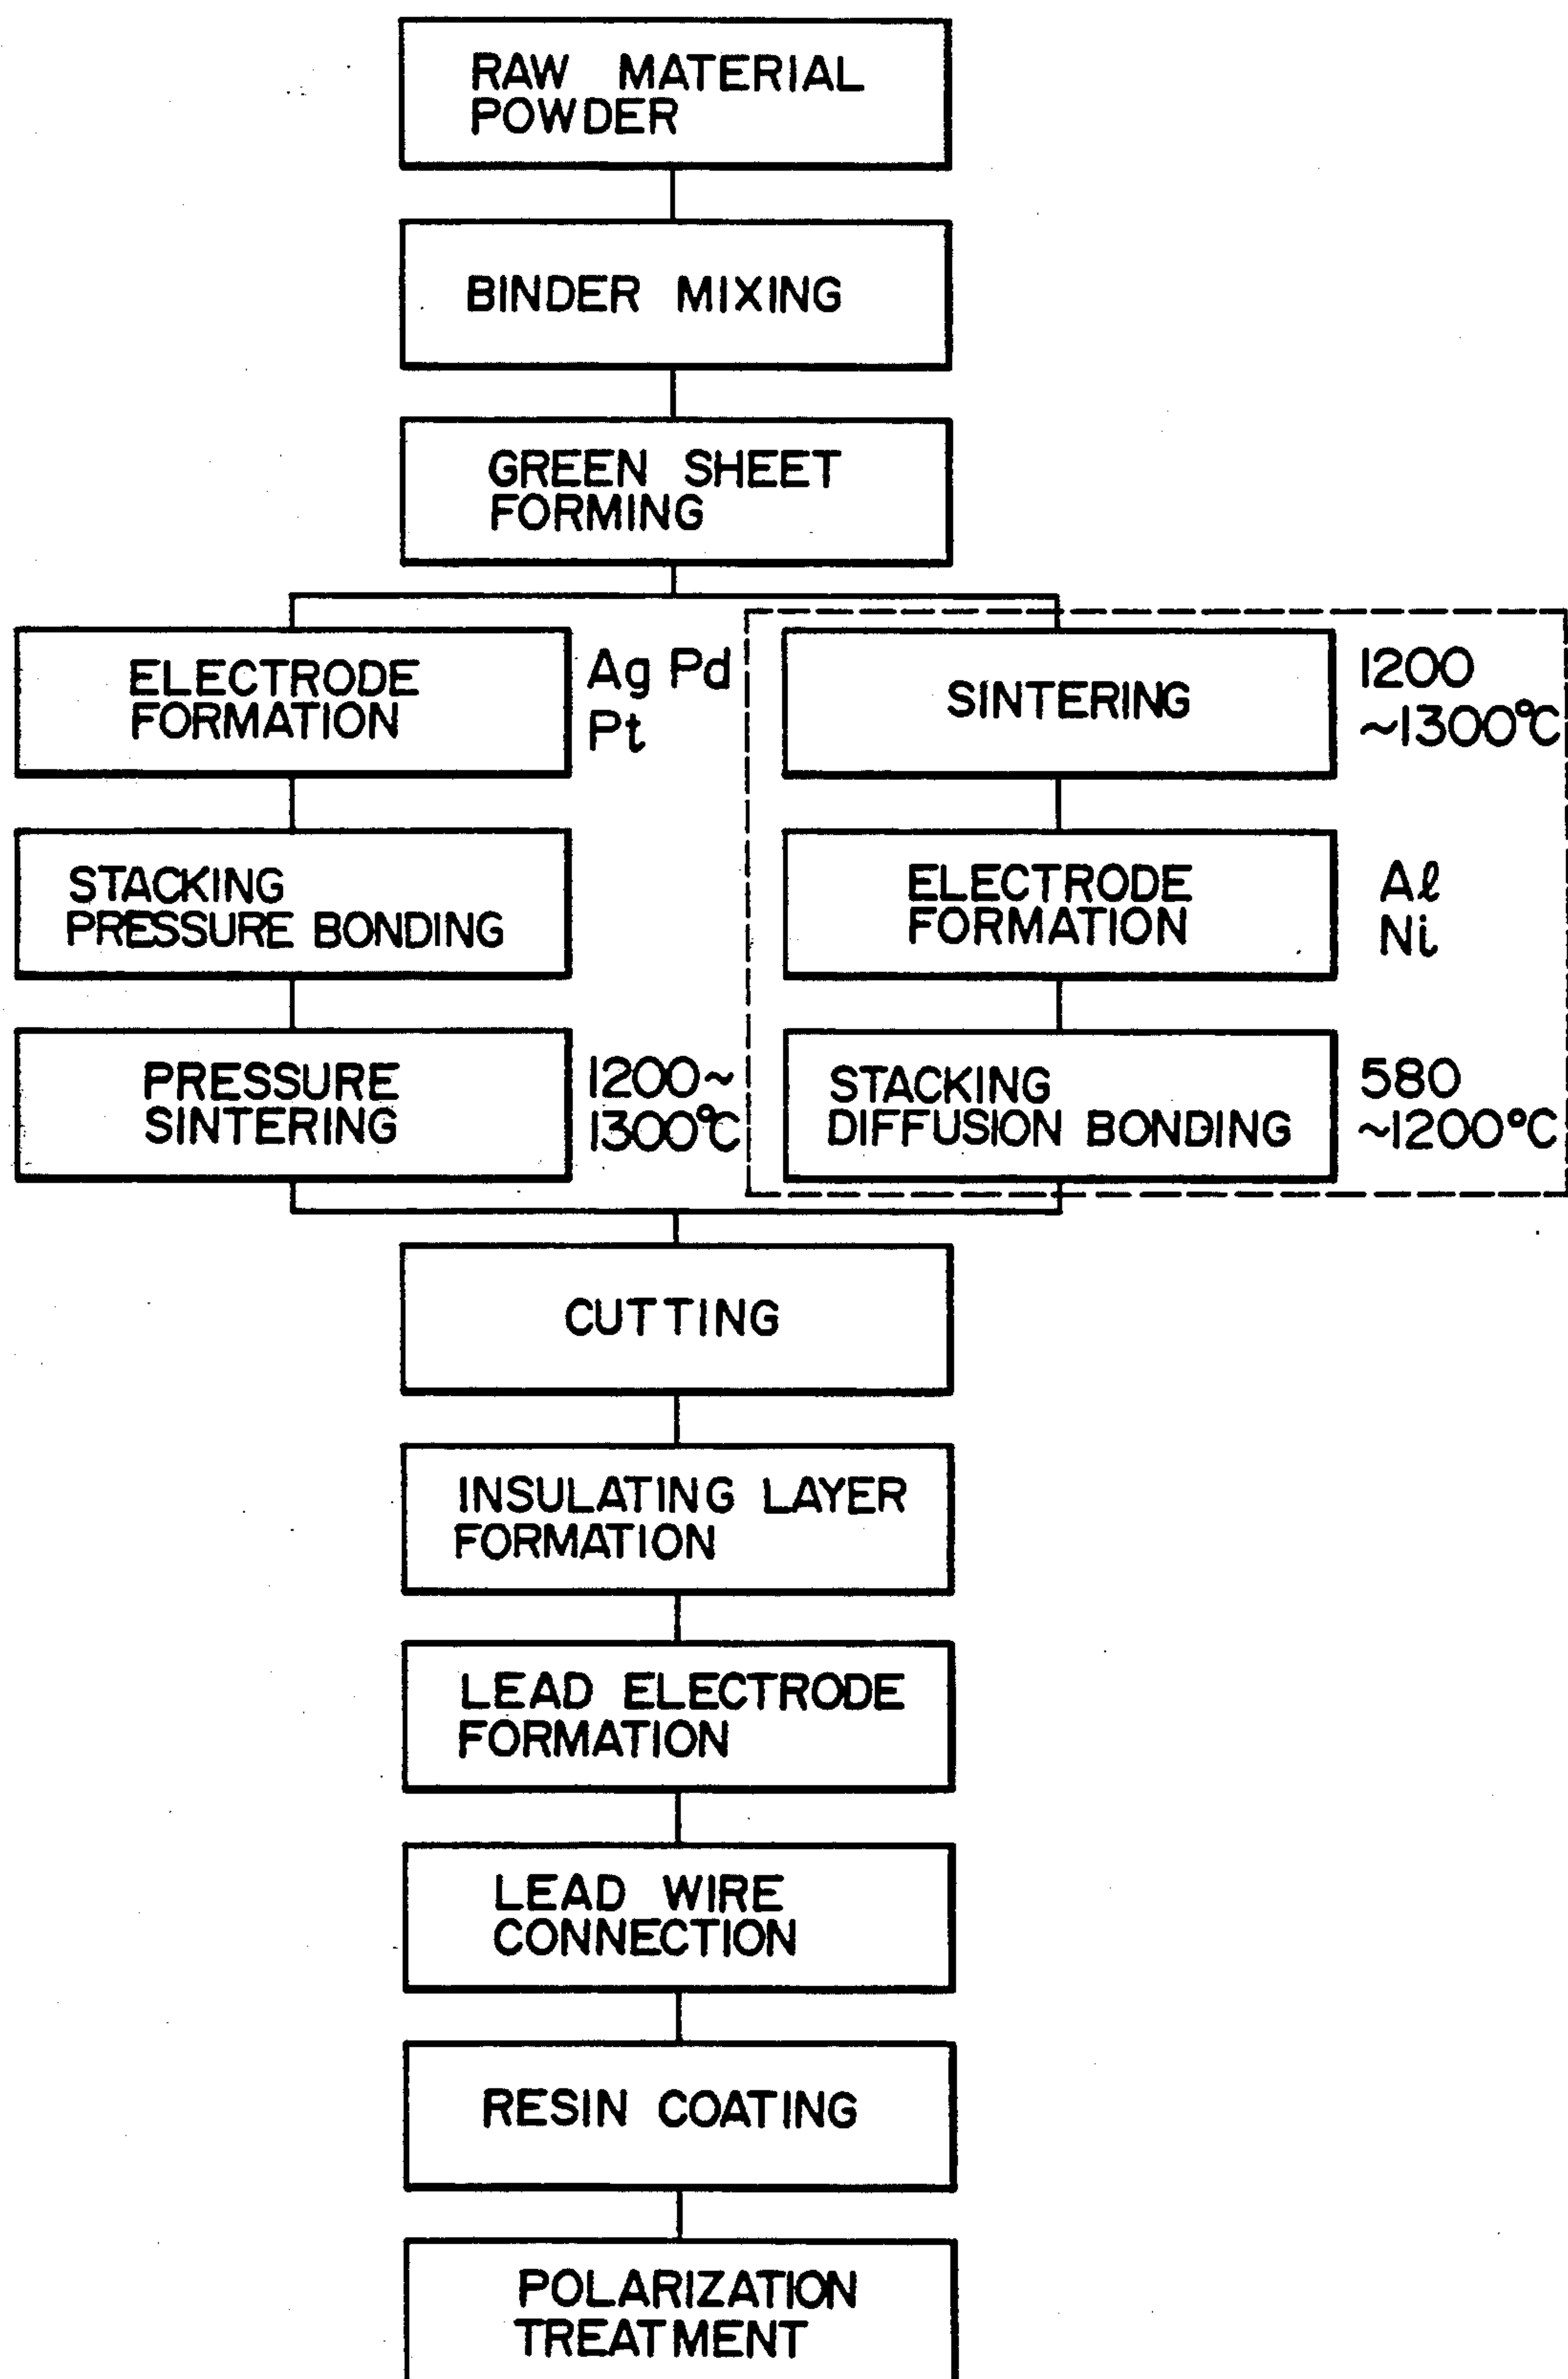 RAW MATERIAL
POWDER
BINDER MIXING
GREEN SHEET
FORMING
ELECTRODE
FORMATION
Ag Pd
Pt
STACKING
PRESSURE BONDING
PRESSURE
SINTERING
1200~
1300°C
SINTERING
1200
~1300°C
ELECTRODE
FORMATION
Aℓ
Ni
STACKING
DIFFUSION BONDING
580
~1200°C
CUTTING
INSULATING LAYER
FORMATION
LEAD ELECTRODE
FORMATION
LEAD WIRE
CONNECTION
RESIN COATING
POLARIZATION
TREATMENT